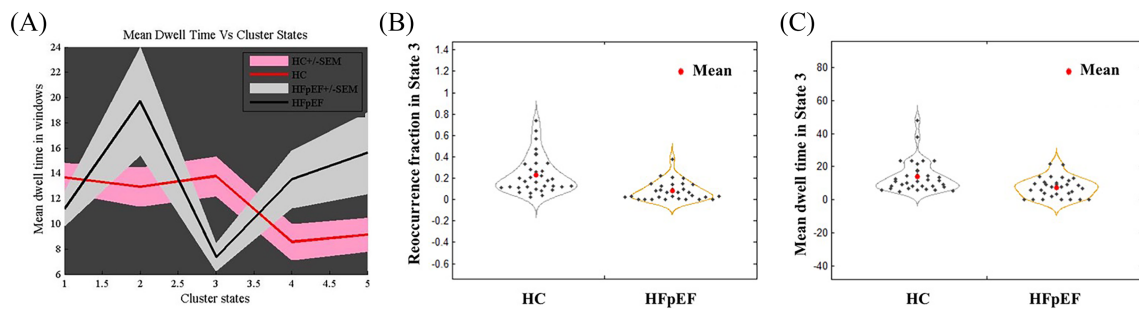 (A)
Mean Dwell Time Vs Cluster States
Mean dwell time in windows
24
22
20
18
16
14
12
10
8
6
HC+/-SEM
HC
HFpEF+/-SEM
HFpEF
1
1.5
2
2.5
3
3.5
4
4.5
5
Cluster states
(B)
Reoccurrence fraction in State 3
1.4
1.2
1
0.8
0.6
0.4
0.2
0
-0.2
-0.4
-0.6
Mean
HC
HFpEF
(C)
Mean dwell time in State 3
80
60
40
20
0
-20
-40
Mean
HC
HFpEF